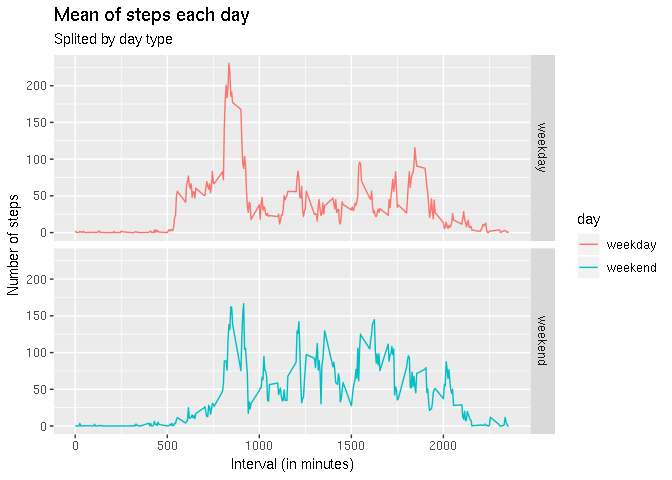 Mean of steps each day
Splited by day type
200
150
100
50
0
weekday
200
150
100
50
0
weekend
0
500
1000
1500
2000
Interval (in minutes)
Number of steps
day
weekday
weekend